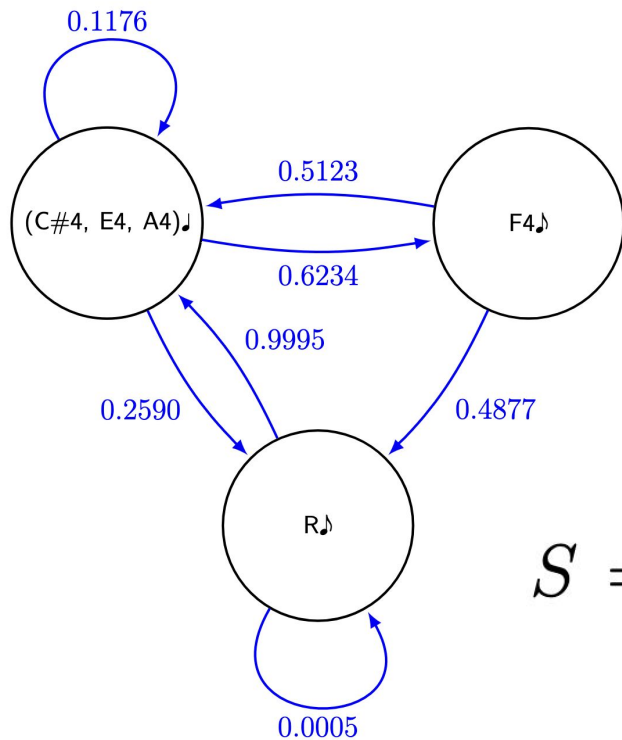 0.1176
0.5123
(C#4, E4, A4)♩
F4♪
0.6234
0.9995
0.2590
0.4877
R♪
S =
0.0005